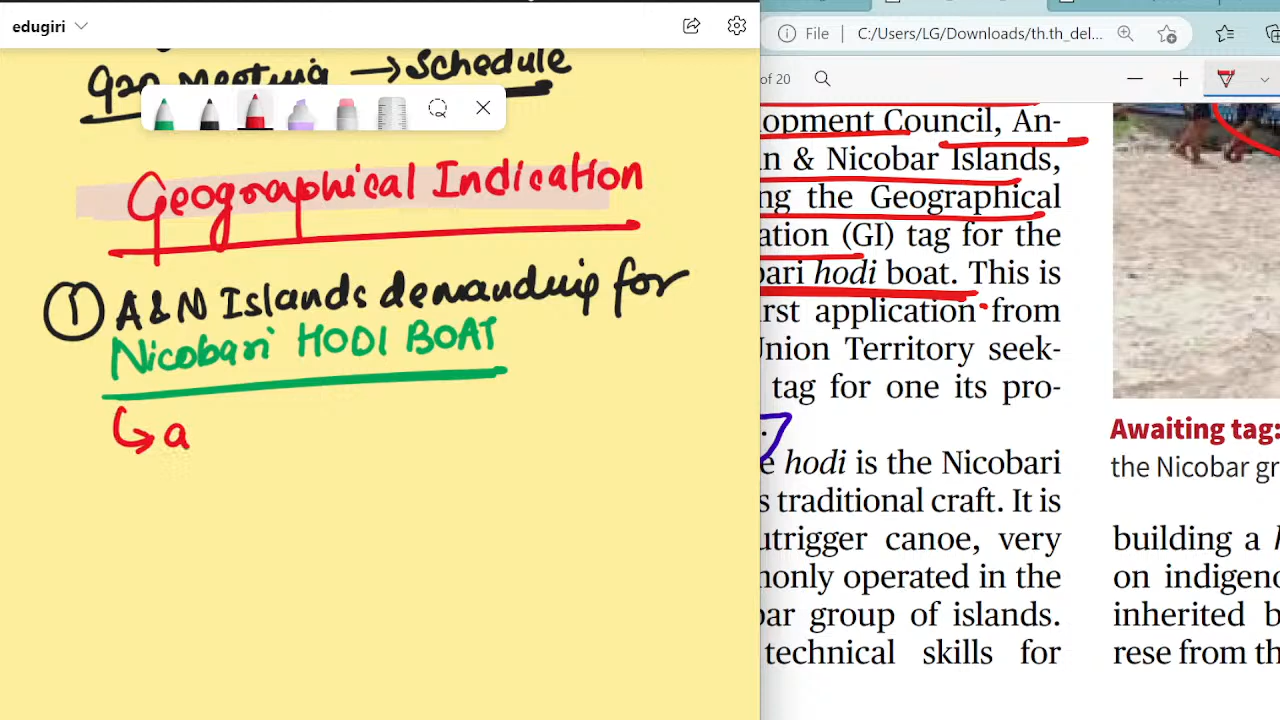 edugiri
G20 Meeting → Schedule
Geographical Indication
① A&N Islands demanding for
Nicobari HODI BOAT
↳ a
File
C:/Users/LG/Downloads/th.th_del...
of 20
opment Council, An-
n & Nicobar Islands,
ng the Geographical
ation (GI) tag for the
bari hodi boat. This is
rst application from
Union Territory seek-
tag for one its pro-
e hodi is the Nicobari
s traditional craft. It is
utrigger canoe, very
monly operated in the
bar group of islands.
technical skills for
Awaiting tag:
the Nicobar gr
building a h
on indigeno
inherited b
rese from th